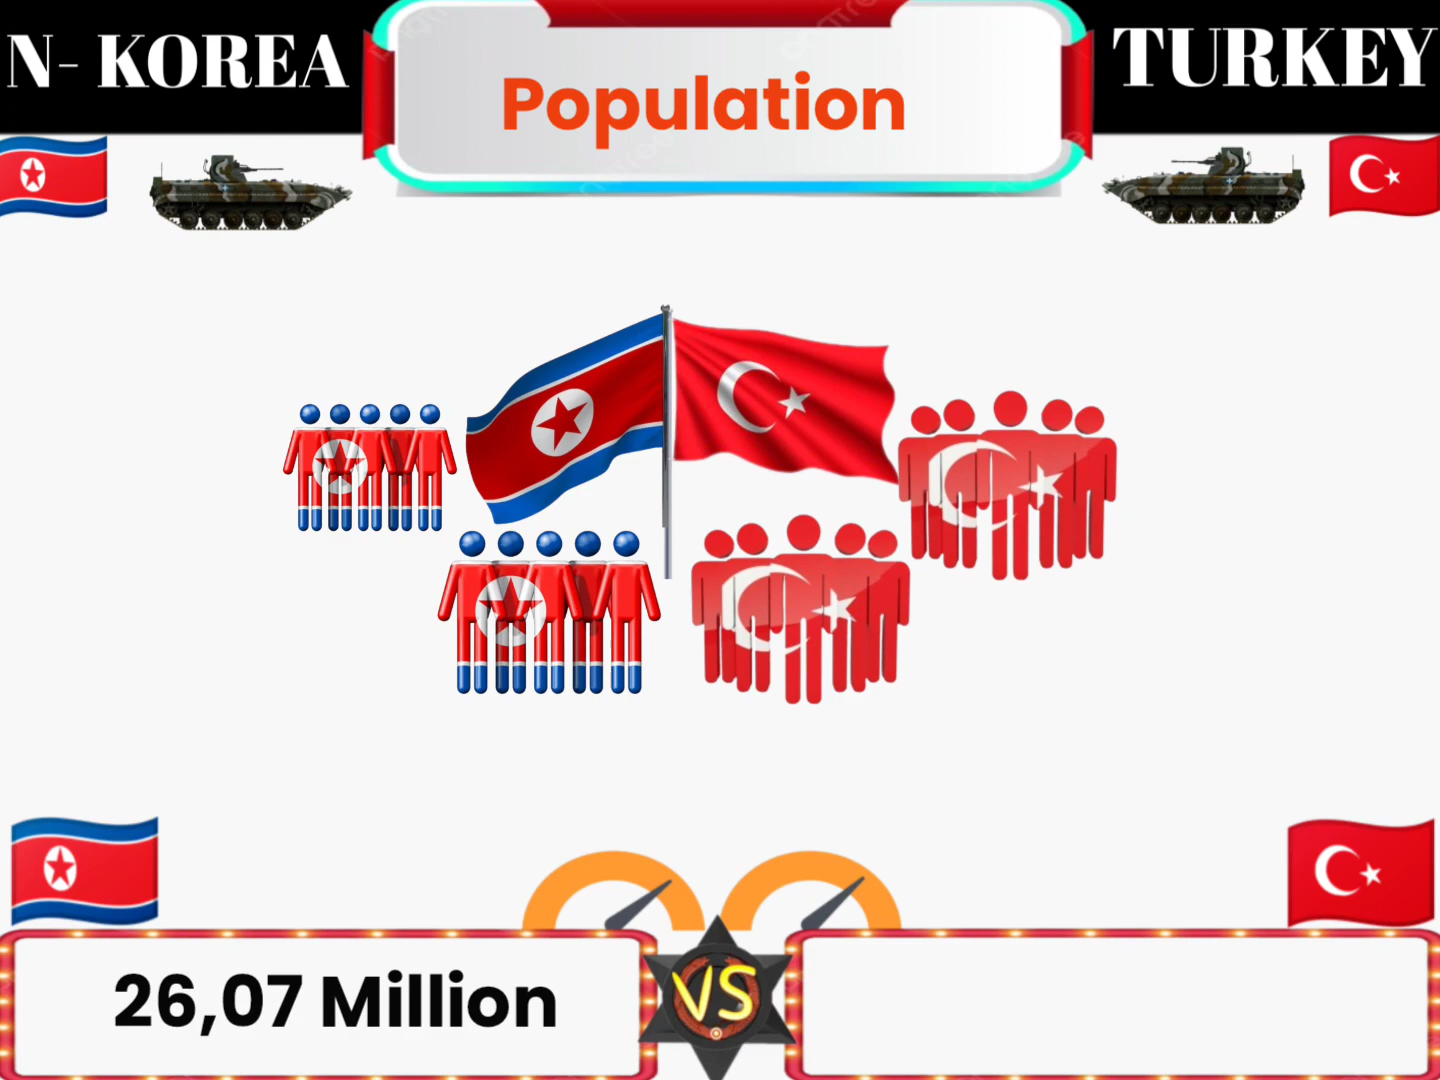 N- KOREA
Population
TURKEY
26,07 Million
VS